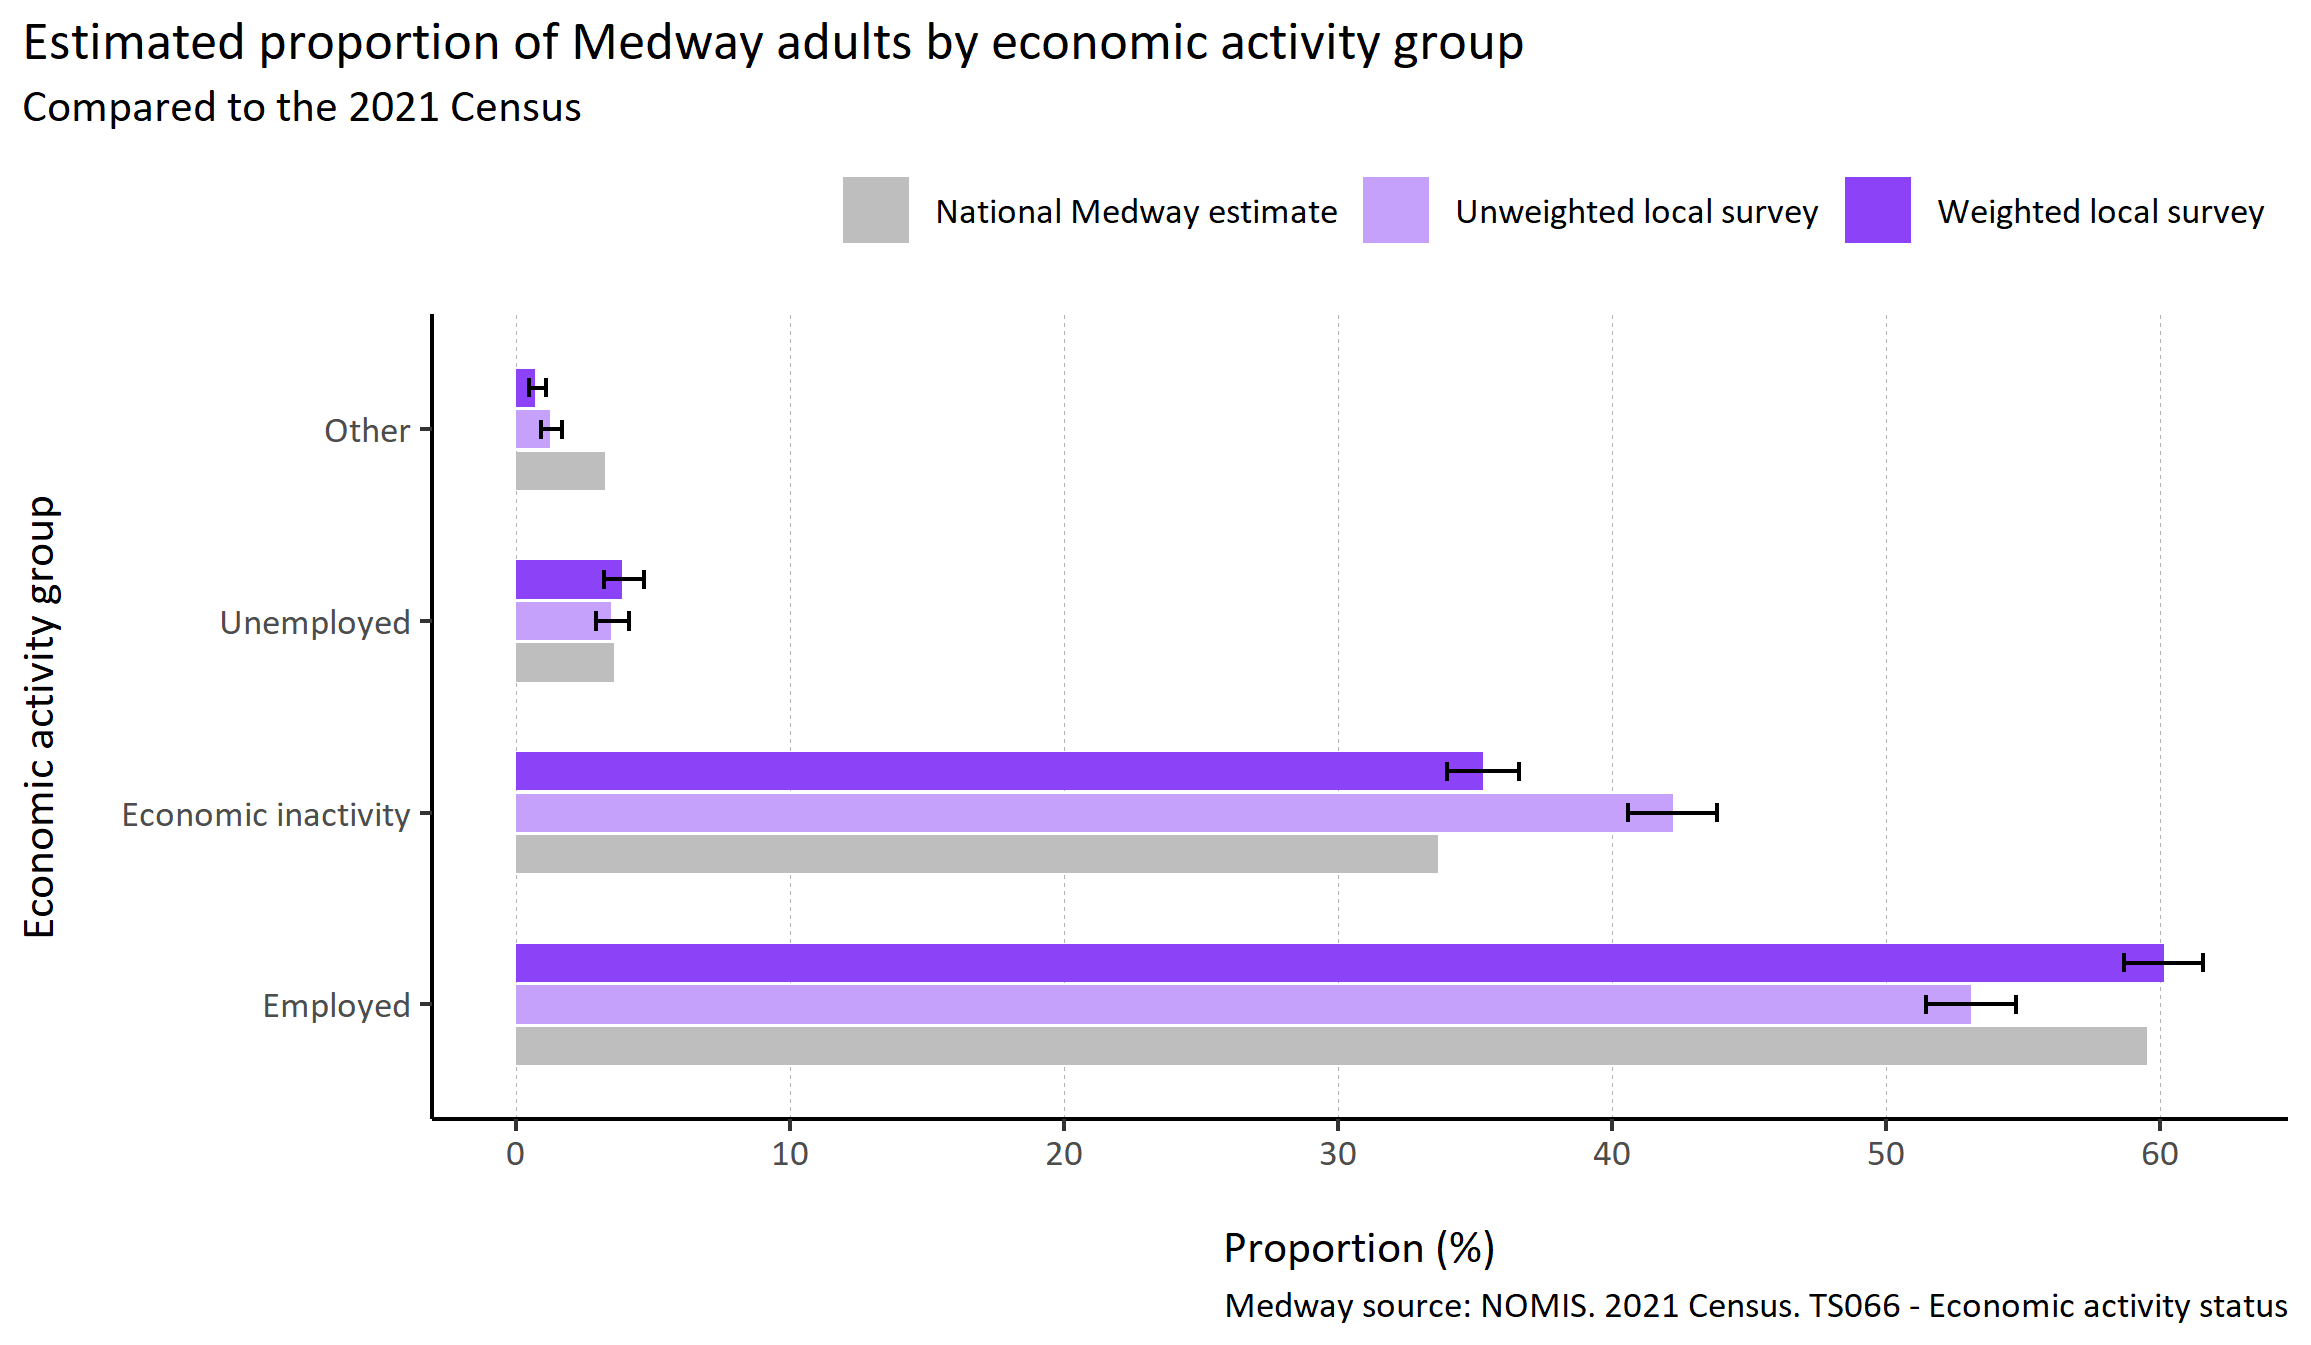 Estimated proportion of Medway adults by economic activity group
Compared to the 2021 Census
National Medway estimate
Unweighted local survey
Weighted local survey
Economic activity group
Other
Unemployed
Economic inactivity
Employed
0
10
20
30
40
50
60
Proportion (%)
Medway source: NOMIS. 2021 Census. TS066 - Economic activity status